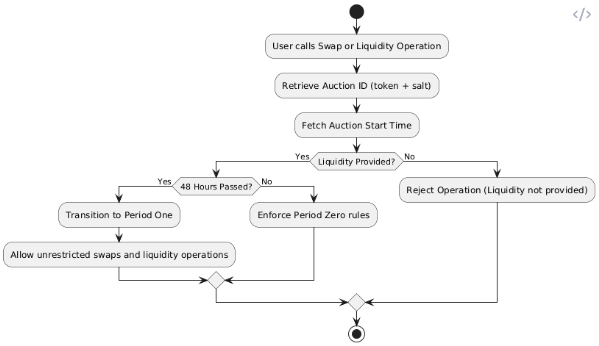 </>
User calls Swap or Liquidity Operation
Retrieve Auction ID (token + salt)
Fetch Auction Start Time
Liquidity Provided?
Yes
No
48 Hours Passed?
Yes
No
Reject Operation (Liquidity not provided)
Transition to Period One
Enforce Period Zero rules
Allow unrestricted swaps and liquidity operations